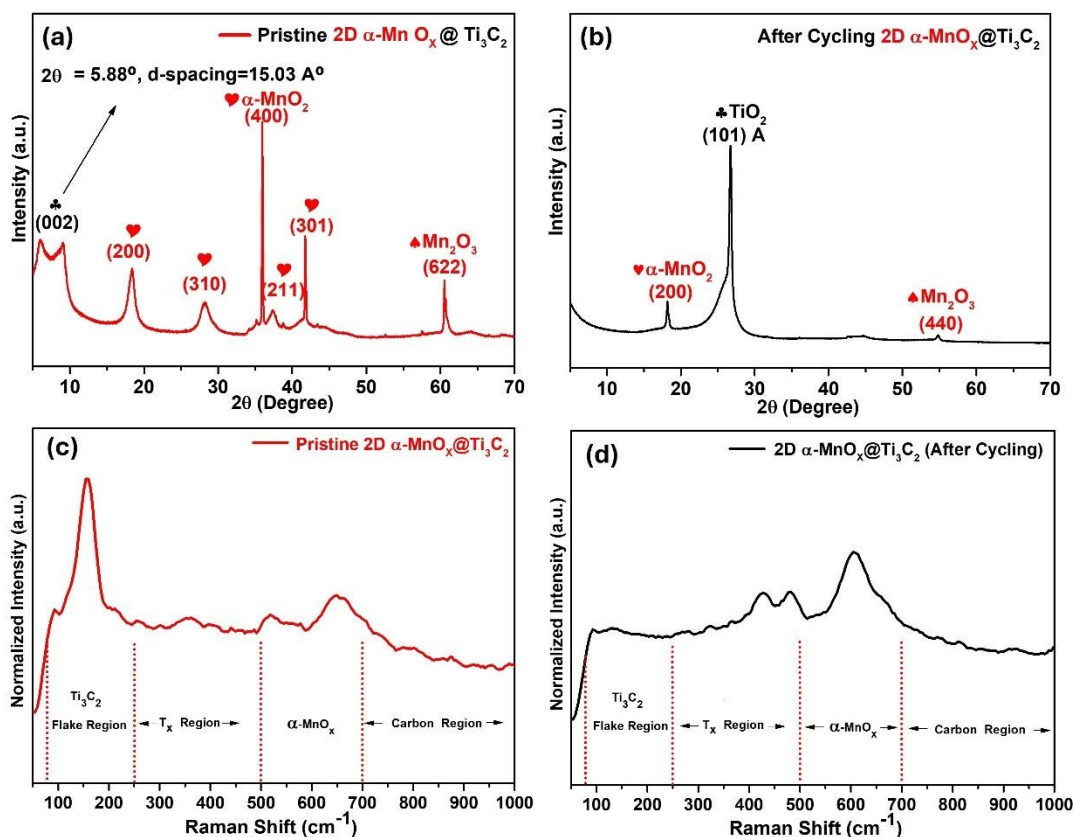 (a)
Pristine 2D α-Mn Oₓ @ Ti₃C₂
2θ = 5.88º, d-spacing=15.03 Aº
♥ α-MnO₂
(400)
♣
(002)
♥
(200)
♥
(310)
♥
(211)
♥
(301)
♠Mn₂O₃
(622)
Intensity (a.u.)
10 20 30 40 50 60 70
2θ (Degree)
(b)
After Cycling 2D α-MnOₓ@Ti₃C₂
♣TiO₂
(101) A
♥α-MnO₂
(200)
♠Mn₂O₃
(440)
Intensity (a.u.)
10 20 30 40 50 60 70
2θ (Degree)
(c)
Pristine 2D α-MnOₓ@Ti₃C₂
Normalized Intensity (a.u.)
Ti₃C₂
Flake Region
Tₓ Region
α-MnOₓ
Carbon Region
100 200 300 400 500 600 700 800 900 1000
Raman Shift (cm⁻¹)
(d)
2D α-MnOₓ@Ti₃C₂ (After Cycling)
Normalized Intensity (a.u.)
Ti₃C₂
Flake Region
Tₓ Region
α-MnOₓ
Carbon Region
100 200 300 400 500 600 700 800 900 1000
Raman Shift (cm⁻¹)